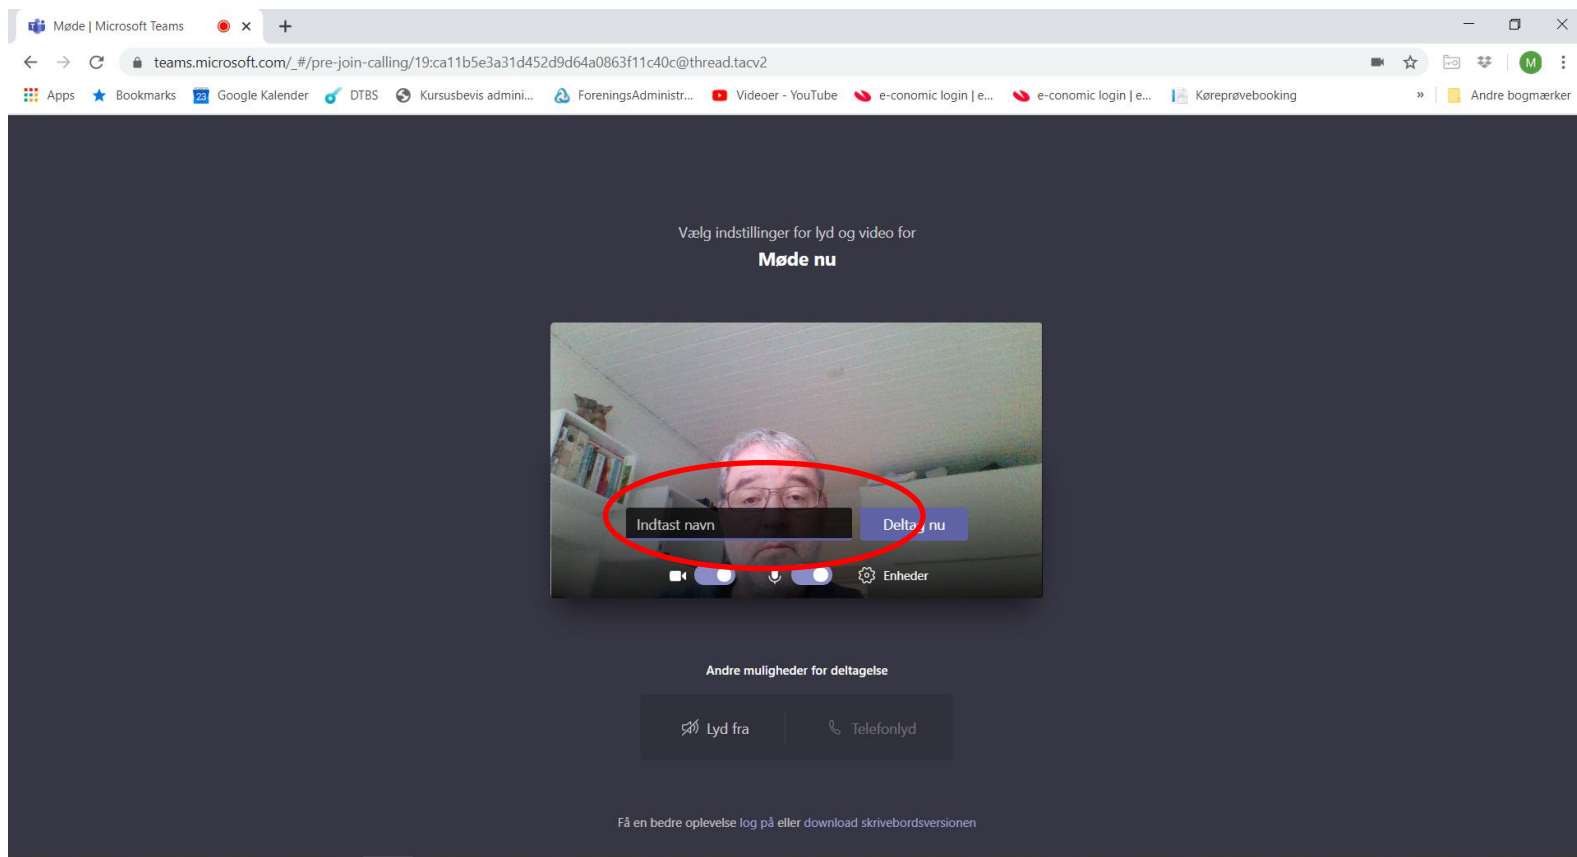 Møde | Microsoft Teams
teams.microsoft.com/_#/pre-join-calling/19:ca11b5e3a31d452d9d64a0863f11c40c@thread.tacv2
M
Apps Bookmarks 23 Google Kalender DTBS Kursusbevis admini... ForeningsAdministr... Videoer - YouTube e-conomic login | e... e-conomic login | e... Køreprøvebooking » Andre bogmærker
Vælg indstillinger for lyd og video for
Møde nu
Indtast navn Deltag nu
Enheder
Andre muligheder for deltagelse
Lyd fra Telefonlyd
Få en bedre oplevelse log på eller download skrivebordsversionen